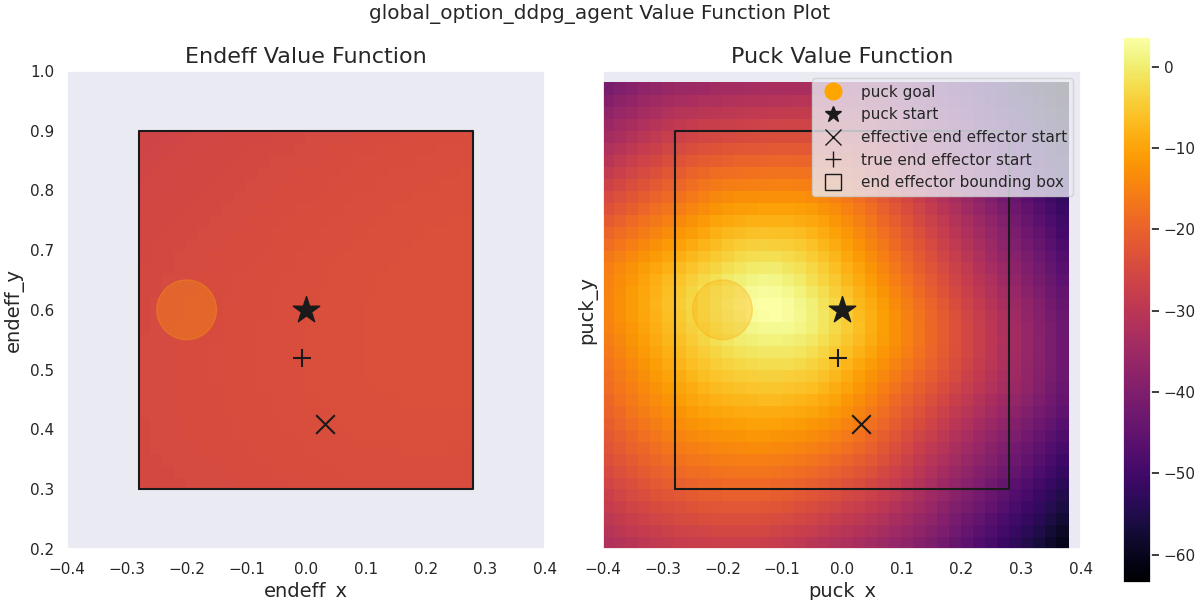 global_option_ddpg_agent Value Function Plot
Endeff Value Function
1.0
0.9
0.8
0.7
0.6
0.5
0.4
0.3
0.2
endeff_y
−0.4 −0.3 −0.2 −0.1 0.0 0.1 0.2 0.3 0.4
endeff_x
Puck Value Function
puck goal
puck start
effective end effector start
true end effector start
end effector bounding box
puck_y
−0.4 −0.3 −0.2 −0.1 0.0 0.1 0.2 0.3 0.4
puck_x
0
−10
−20
−30
−40
−50
−60